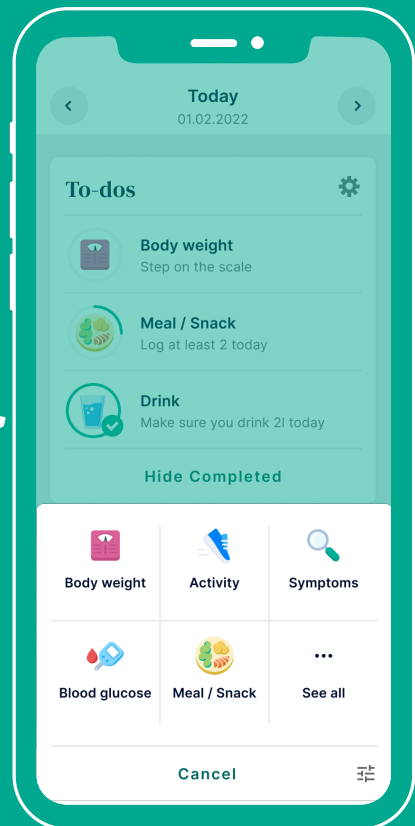 Today
01.02.2022
To-dos
Body weight
Step on the scale
Meal / Snack
Log at least 2 today
Drink
Make sure you drink 2l today
Hide Completed
Body weight
Activity
Symptoms
Blood glucose
Meal / Snack
See all
Cancel